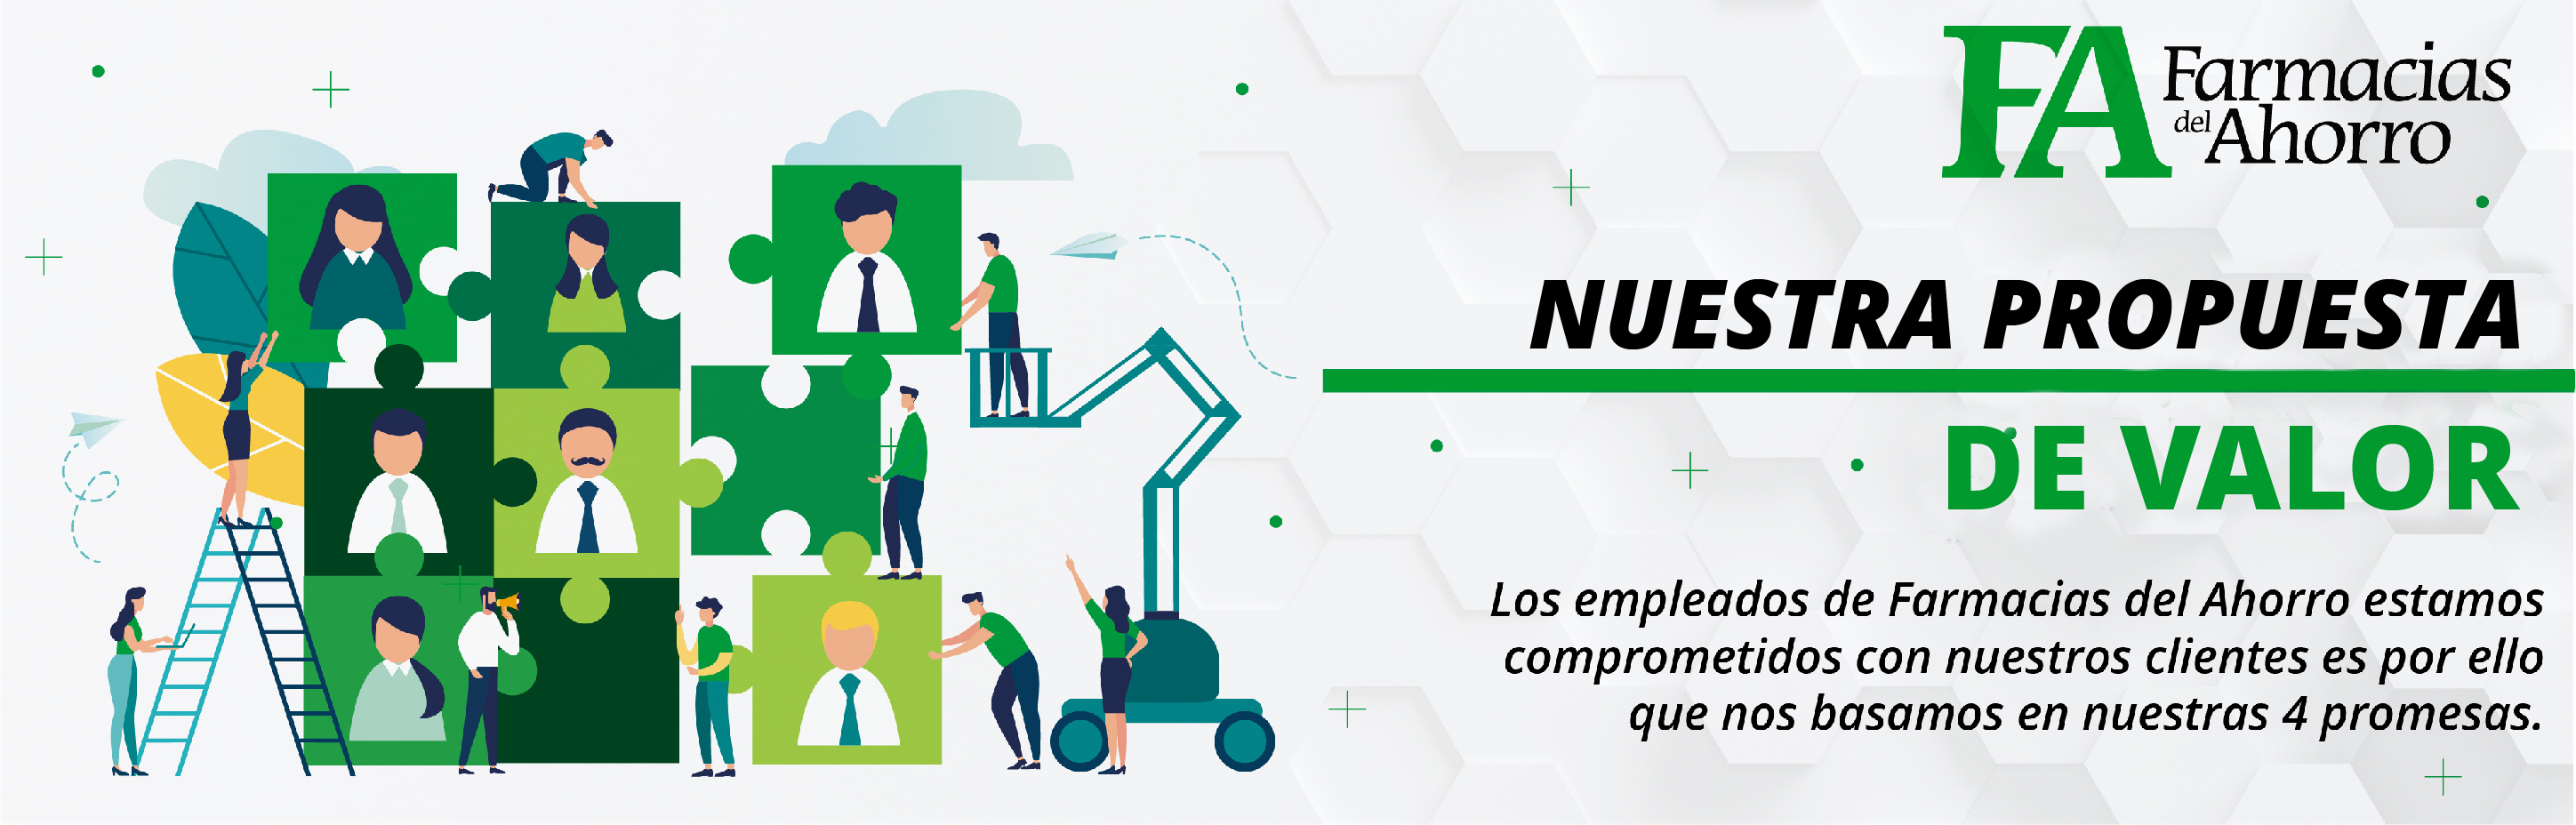 FA Farmacias
del Ahorro
NUESTRA PROPUESTA
DE VALOR
Los empleados de Farmacias del Ahorro estamos
comprometidos con nuestros clientes es por ello
que nos basamos en nuestras 4 promesas.